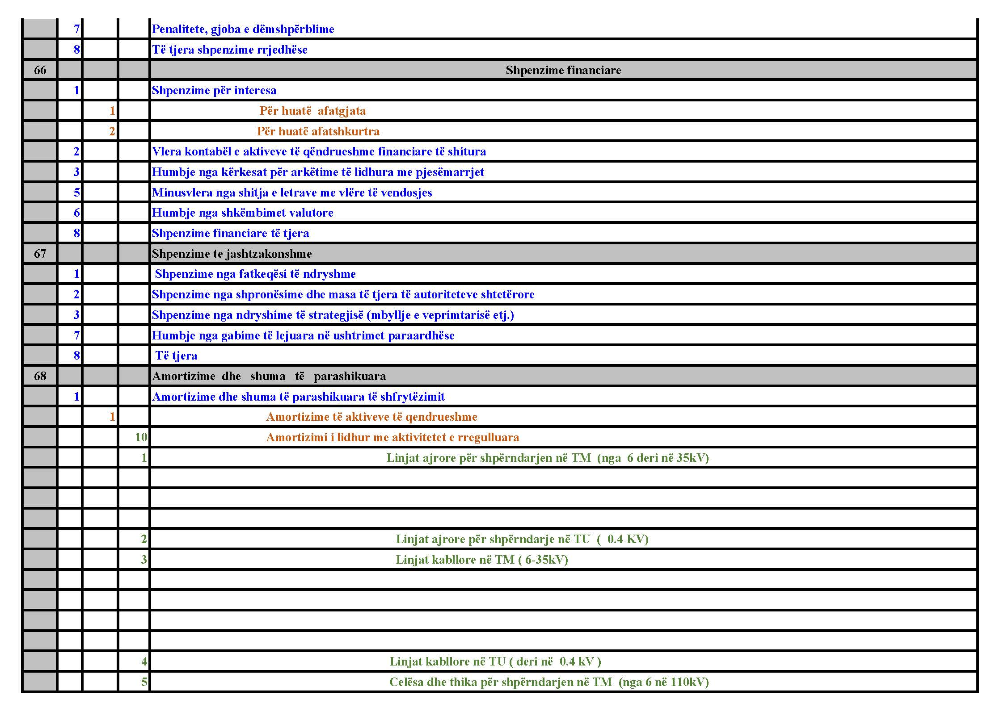 7 Penalitete, gjoba e dëmshpërblime
8 Të tjera shpenzime rrjedhëse
66 Shpenzime financiare
1 Shpenzime për interesa
1 Për huatë afatgjata
2 Për huatë afatshkurtra
2 Vlera kontabël e aktiveve të qëndrueshme financiare të shitura
3 Humbje nga kërkesat për arkëtime të lidhura me pjesëmarrjet
5 Minusvlera nga shitja e letrave me vlëre të vendosjes
6 Humbje nga shkëmbimet valutore
8 Shpenzime financiare të tjera
67 Shpenzime te jashtzakonshme
1 Shpenzime nga fatkeqësi të ndryshme
2 Shpenzime nga shpronësime dhe masa të tjera të autoriteteve shtetërore
3 Shpenzime nga ndryshime të strategjisë (mbyllje e veprimtarisë etj.)
7 Humbje nga gabime të lejuara në ushtrimet paraardhëse
8 Të tjera
68 Amortizime dhe shuma të parashikuara
1 Amortizime dhe shuma të parashikuara të shfrytëzimit
1 Amortizime të aktiveve të qendrueshme
10 Amortizimi i lidhur me aktivitetet e rregulluara
1 Linjat ajrore për shpërndarjen në TM (nga 6 deri në 35kV)
2 Linjat ajrore për shpërndarje në TU ( 0.4 KV)
3 Linjat kabllore në TM ( 6-35kV)
4 Linjat kabllore në TU ( deri në 0.4 kV )
5 Celësa dhe thika për shpërndarjen në TM (nga 6 në 110kV)